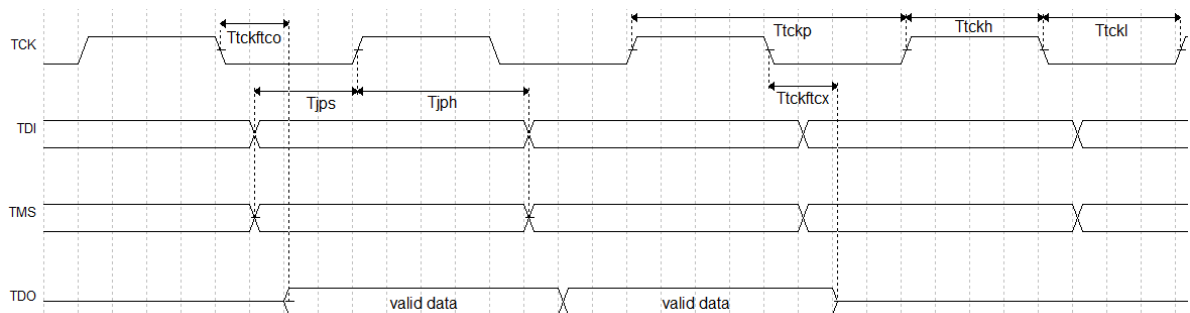 TCK Ttckftco Ttckp Ttckh Ttckl
Tjps Tjph Ttckftcx
TDI
TMS
TDO valid data valid data